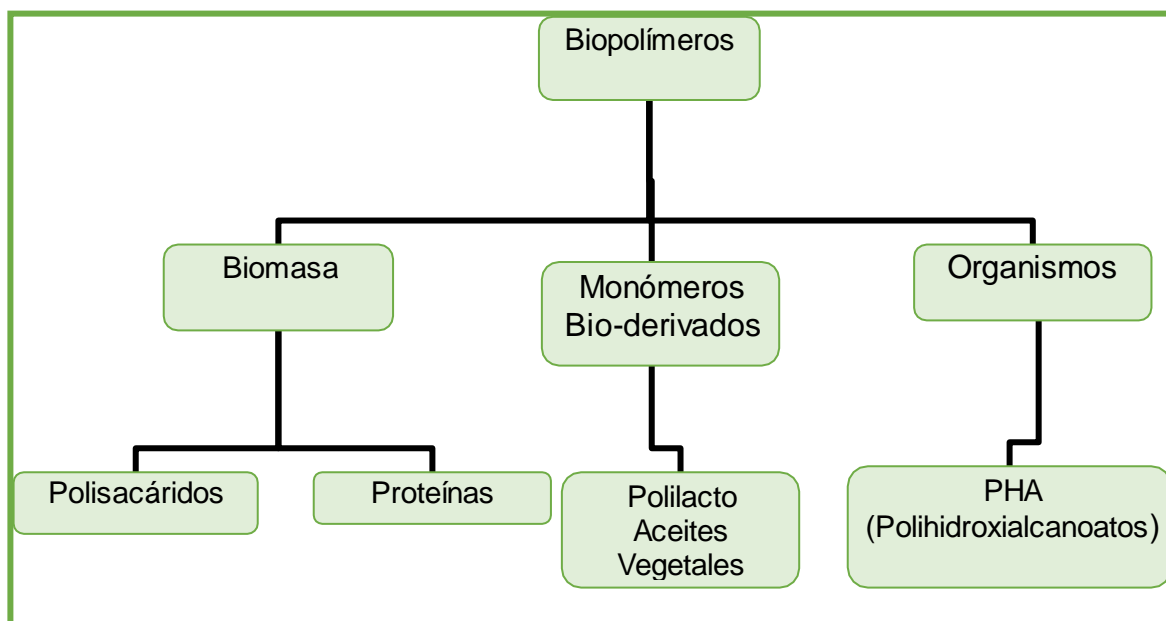 Biopolímeros
Biomasa
Monómeros
Bio-derivados
Organismos
Polisacáridos
Proteínas
Polilacto
Aceites
Vegetales
PHA
(Polihidroxialcanoatos)